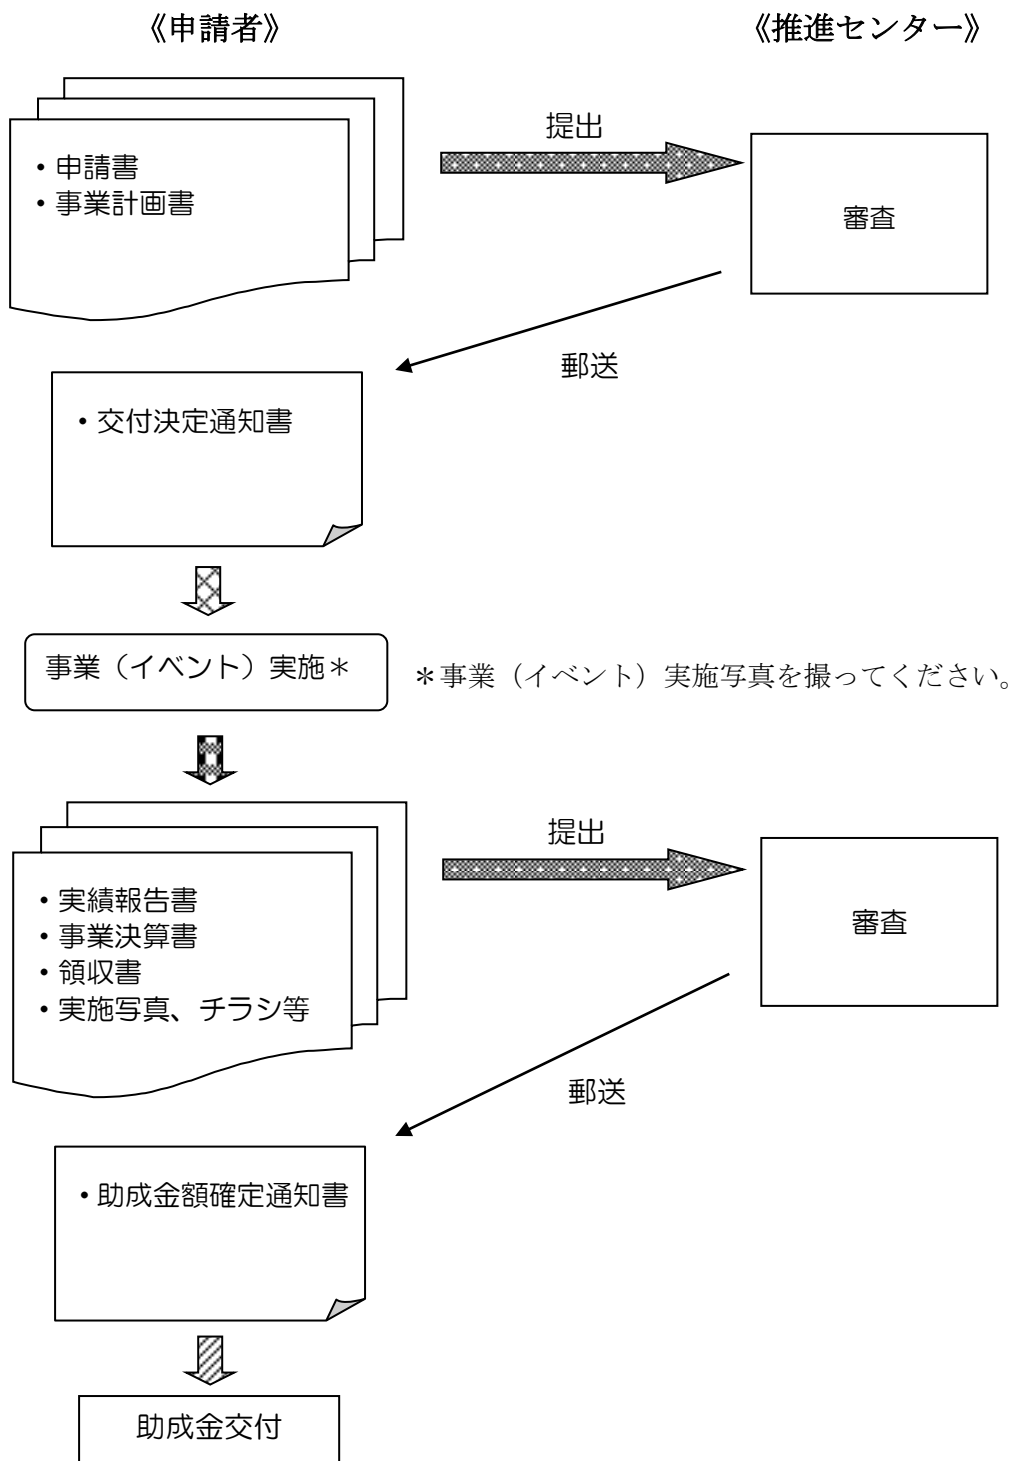 《申請者》
《推進センター》
提出
・申請書
・事業計画書
審査
郵送
・交付決定通知書
事業（イベント）実施＊
＊事業（イベント）実施写真を撮ってください。
提出
・実績報告書
・事業決算書
・領収書
・実施写真、チラシ等
審査
郵送
・助成金額確定通知書
助成金交付